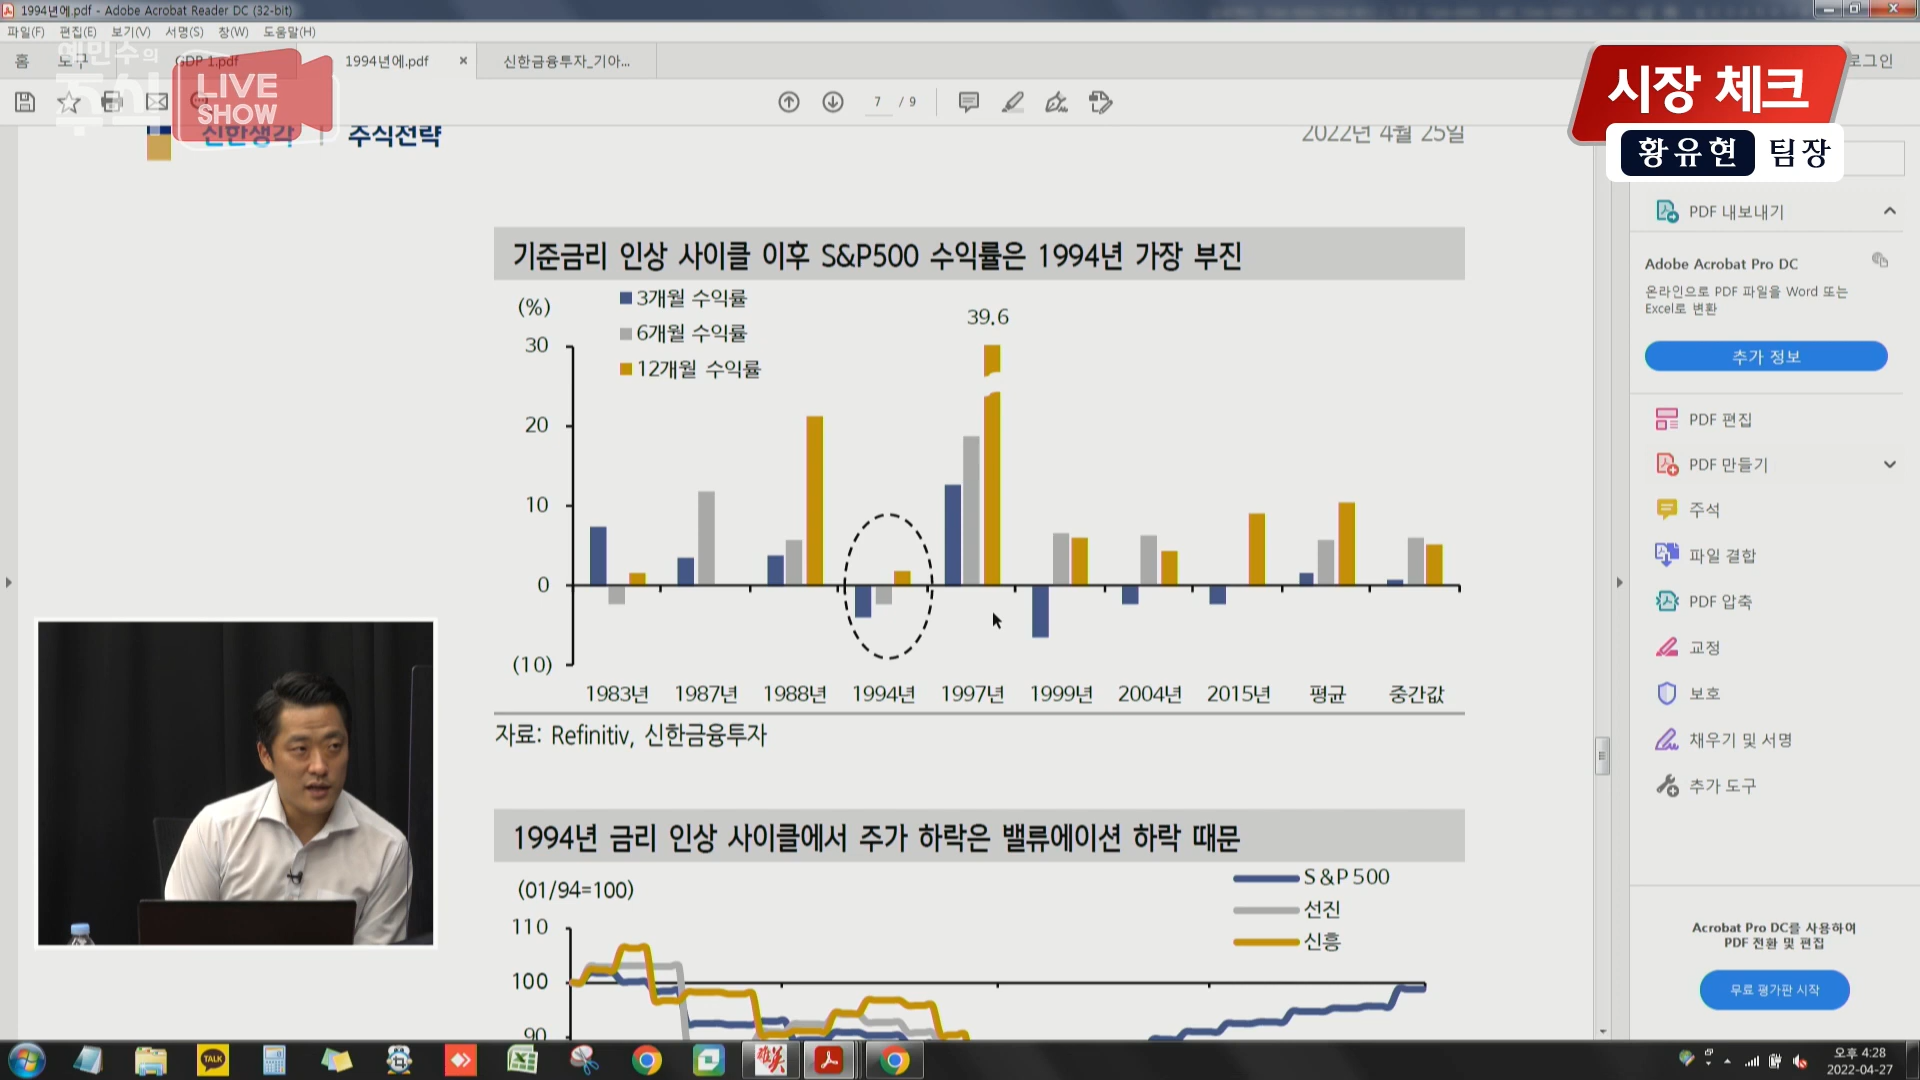 1994년에.pdf - Adobe Acrobat Reader DC (32-bit)
파일(F) 편집(E) 보기(V) 서명(S) 창(W) 도움말(H)
홈 도구 GDP 1.pdf 1994년에.pdf × 신한금융투자_기아... 로그인
예민수의
주식
LIVE
SHOW
7 / 9
시장 체크
황유현 팀장
신한생각 | 주식전략 2022년 4월 25일
기준금리 인상 사이클 이후 S&P500 수익률은 1994년 가장 부진
(%)
3개월 수익률
6개월 수익률
12개월 수익률
39.6
30
20
10
0
(10)
1983년 1987년 1988년 1994년 1997년 1999년 2004년 2015년 평균 중간값
자료: Refinitiv, 신한금융투자
1994년 금리 인상 사이클에서 주가 하락은 밸류에이션 하락 때문
(01/94=100)
S&P500
선진
신흥
110
100
90
PDF 내보내기
Adobe Acrobat Pro DC
온라인으로 PDF 파일을 Word 또는
Excel로 변환
추가 정보
PDF 편집
PDF 만들기
주석
파일 결합
PDF 압축
교정
보호
채우기 및 서명
추가 도구
Acrobat Pro DC를 사용하여
PDF 전환 및 편집
무료 평가판 시작
TALK
오후 4:28
2022-04-27